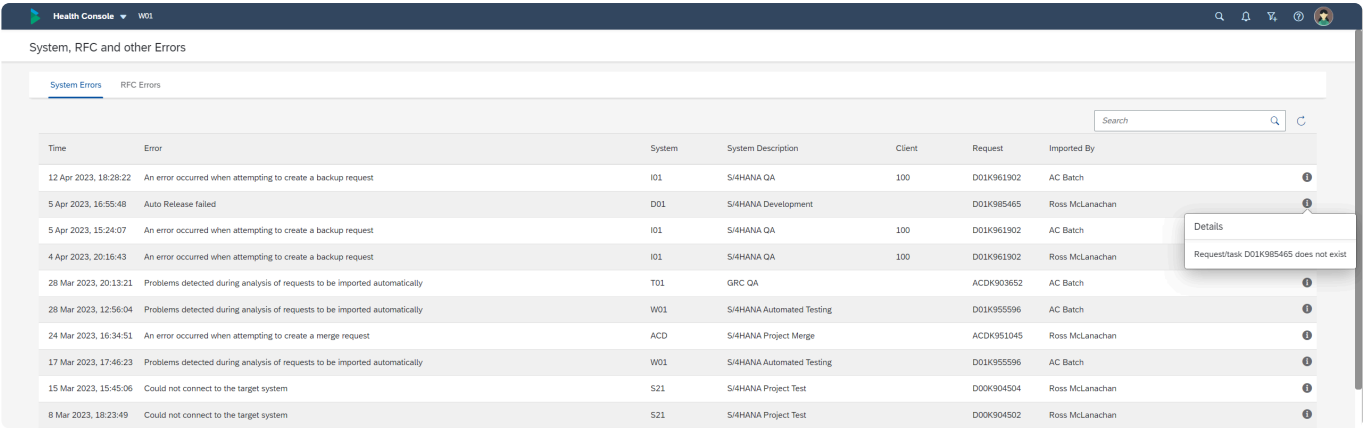 Health Console W01
System, RFC and other Errors
System Errors RFC Errors
Search
Time Error System System Description Client Request Imported By
12 Apr 2023, 18:28:22 An error occurred when attempting to create a backup request I01 S/4HANA QA 100 D01K961902 AC Batch
5 Apr 2023, 16:55:48 Auto Release failed D01 S/4HANA Development D01K985465 Ross McLanachan
5 Apr 2023, 15:24:07 An error occurred when attempting to create a backup request I01 S/4HANA QA 100 D01K961902 AC Batch
Details
4 Apr 2023, 20:16:43 An error occurred when attempting to create a backup request I01 S/4HANA QA 100 D01K961902 Ross McLanachan
Request/task D01K985465 does not exist
28 Mar 2023, 20:13:21 Problems detected during analysis of requests to be imported automatically T01 GRC QA ACDK903652 AC Batch
28 Mar 2023, 12:56:04 Problems detected during analysis of requests to be imported automatically W01 S/4HANA Automated Testing D01K955596 AC Batch
24 Mar 2023, 16:34:51 An error occurred when attempting to create a merge request ACD S/4HANA Project Merge ACDK951045 Ross McLanachan
17 Mar 2023, 17:46:23 Problems detected during analysis of requests to be imported automatically W01 S/4HANA Automated Testing D01K955596 AC Batch
15 Mar 2023, 15:45:06 Could not connect to the target system S21 S/4HANA Project Test D00K904504 Ross McLanachan
8 Mar 2023, 18:23:49 Could not connect to the target system S21 S/4HANA Project Test D00K904502 Ross McLanachan